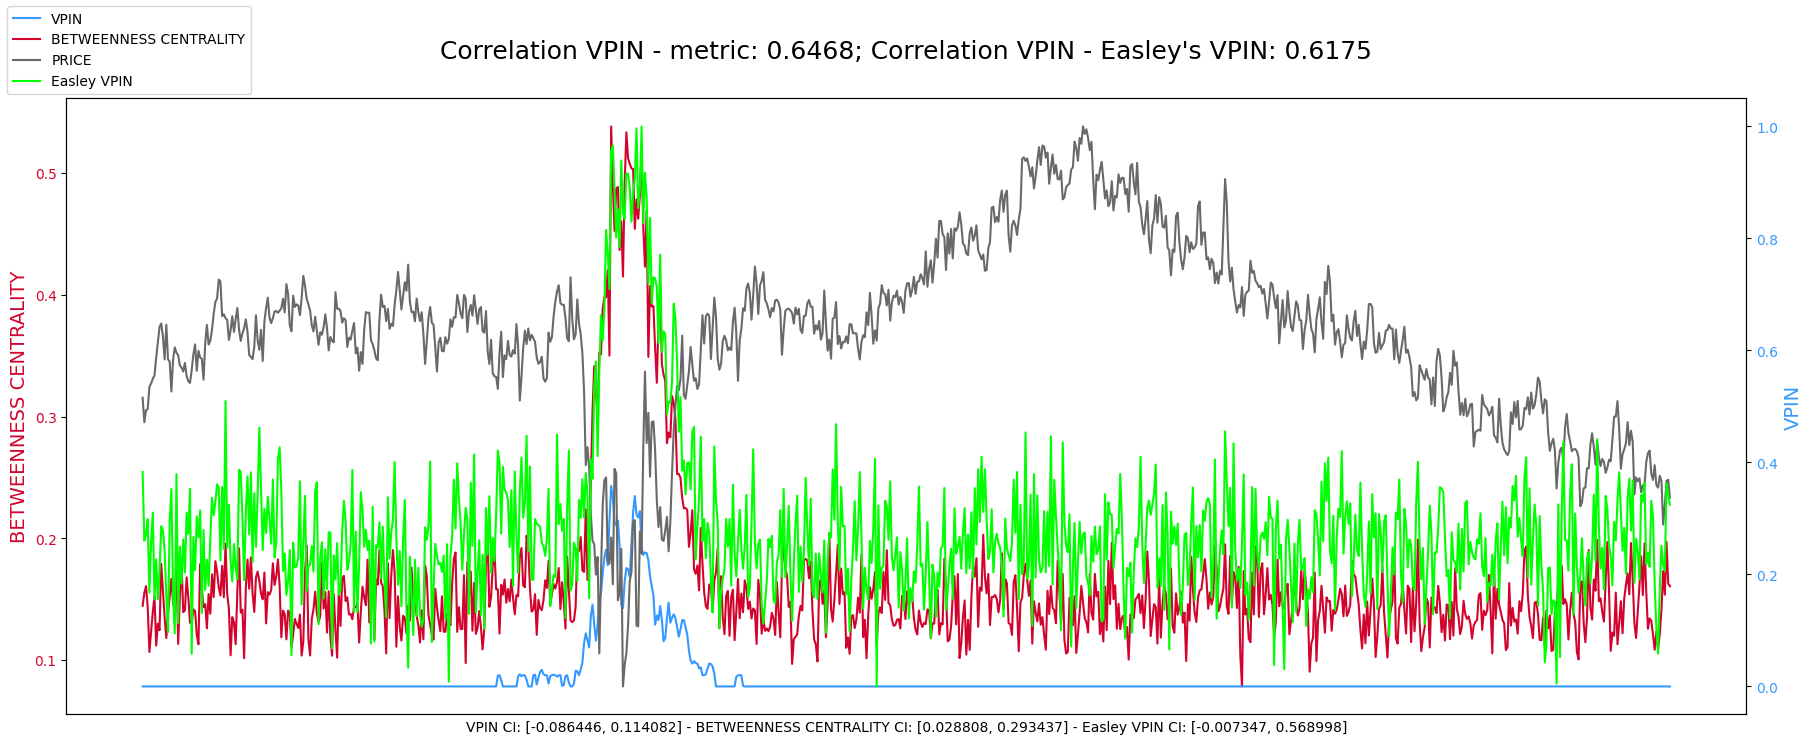 VPIN
BETWEENNESS CENTRALITY
PRICE
Easley VPIN
Correlation VPIN - metric: 0.6468; Correlation VPIN - Easley's VPIN: 0.6175
BETWEENNESS CENTRALITY
0.5
0.4
0.3
0.2
0.1
1.0
0.8
0.6
0.4
0.2
0.0
VPIN
VPIN CI: [-0.086446, 0.114082] - BETWEENNESS CENTRALITY CI: [0.028808, 0.293437] - Easley VPIN CI: [-0.007347, 0.568998]